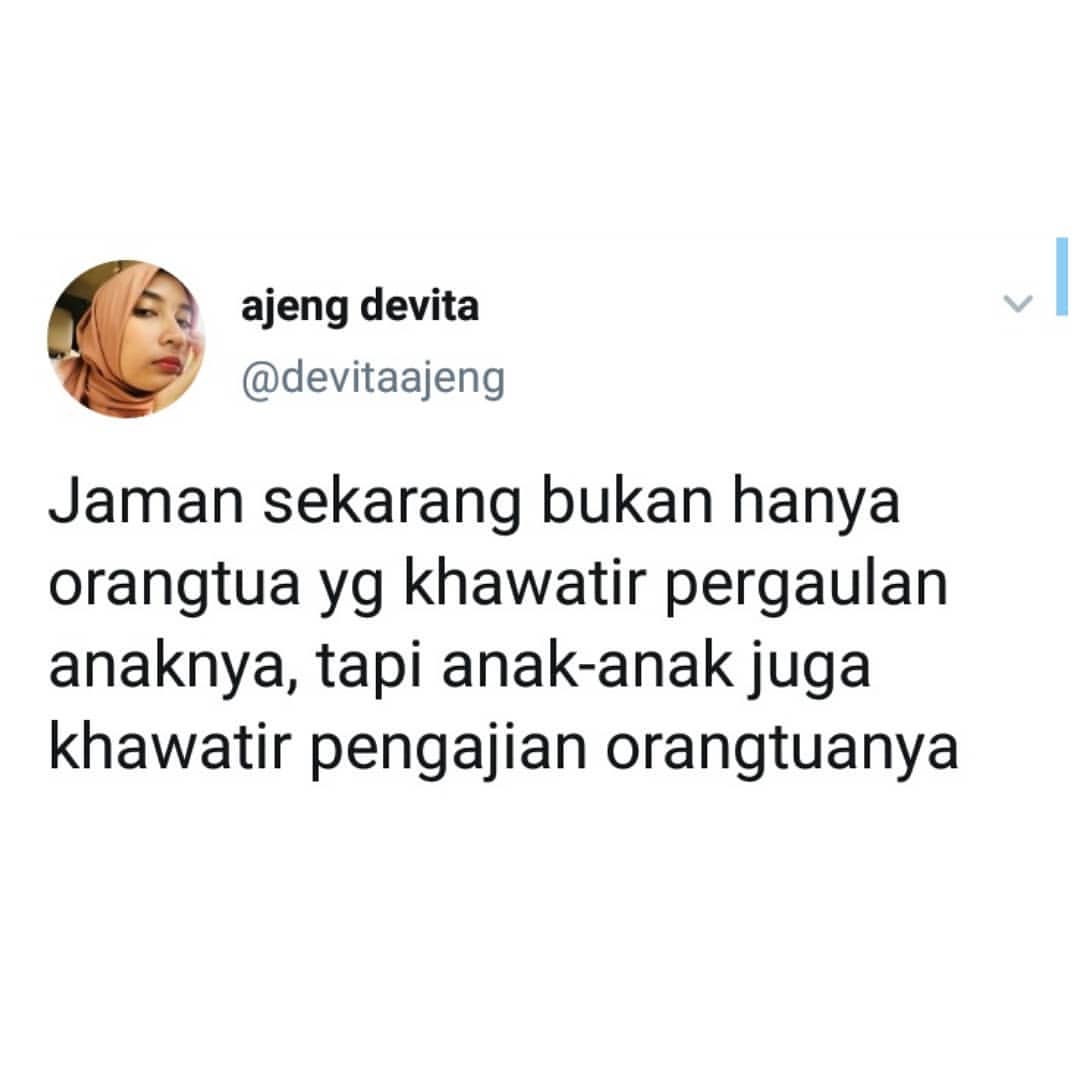 ajeng devita
@devitaajeng
Jaman sekarang bukan hanya
orangtua yg khawatir pergaulan
anaknya, tapi anak-anak juga
khawatir pengajian orangtuanya